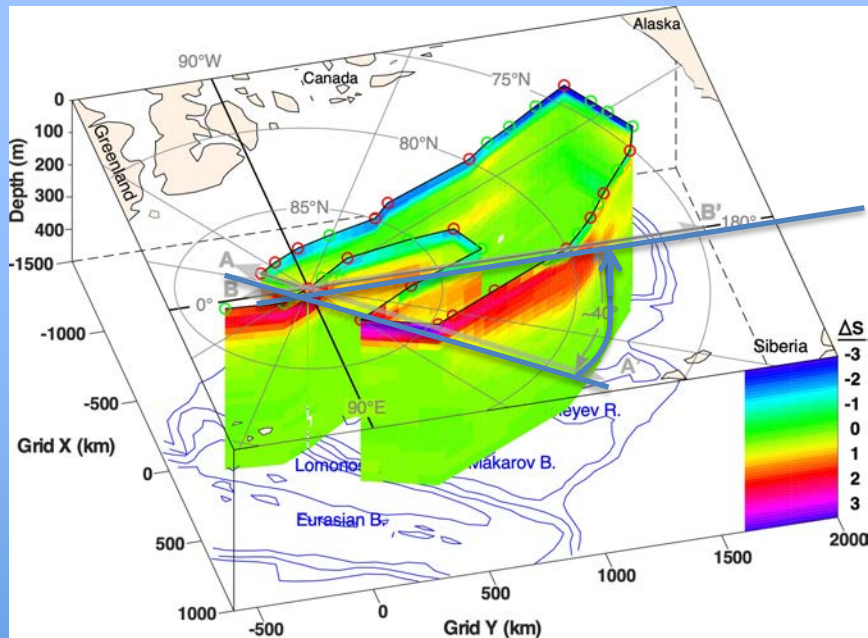 Alaska
90°W
Canada
75°N
0
100
200
300
400
-1500
Depth (m)
Greenland
80°N
85°N
B'
180°
A
B
0°
-1000
~40°
ΔS
-3
-2
-1
0
1
2
3
Siberia
A'
-500
90°E
Grid X (km)
0
Makarov B.
Eurasian B.
500
1000
-500
0
500
1000
1500
2000
Grid Y (km)